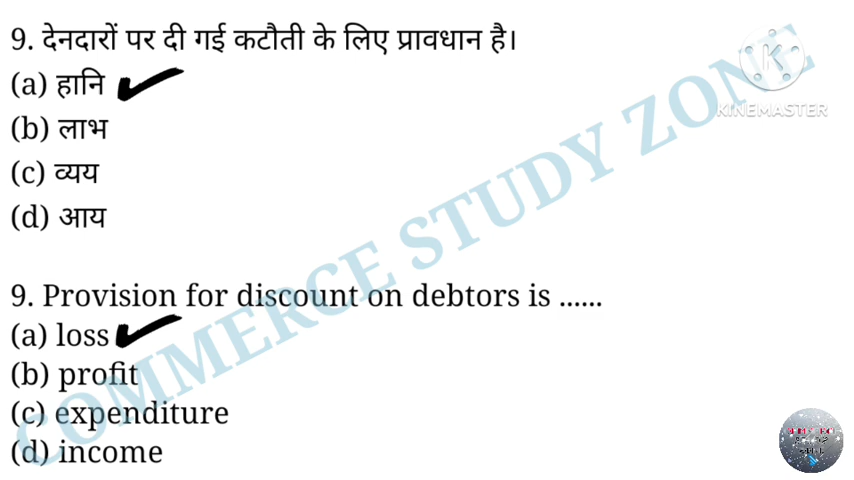 9. देनदारों पर दी गई कटौती के लिए प्रावधान है।
(a) हानि
(b) लाभ
(c) व्यय
(d) आय
9. Provision for discount on debtors is ......
(a) loss
(b) profit
(c) expenditure
(d) income
COMMERCE STUDY ZONE
K
KINEMASTER